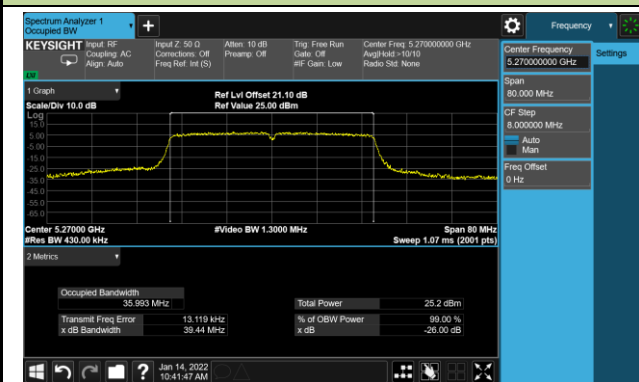 Spectrum Analyzer 1
Occupied BW
Frequency
KEYSIGHT
Input: RF
Coupling: AC
Align: Auto
Input Z: 50 Ω
Corrections: Off
Freq Ref: Int (S)
Atten: 10 dB
Preamp: Off
Trig: Free Run
Gate: Off
#IF Gain: Low
Center Freq: 5.270000000 GHz
Avg|Hold:>10/10
Radio Std: None
1 Graph
Scale/Div 10.0 dB
Ref Lvl Offset 21.10 dB
Ref Value 25.00 dBm
Log
15.0
5.00
-5.00
-15.0
-25.0
-35.0
-45.0
-55.0
-65.0
Center 5.27000 GHz
#Res BW 430.00 kHz
#Video BW 1.3000 MHz
Span 80 MHz
Sweep 1.07 ms (2001 pts)
2 Metrics
Occupied Bandwidth
35.993 MHz
Total Power
25.2 dBm
Transmit Freq Error
13.119 kHz
% of OBW Power
99.00 %
x dB Bandwidth
39.44 MHz
x dB
-26.00 dB
Jan 14, 2022
10:41:47 AM
Center Frequency
5.270000000 GHz
Settings
Span
80.000 MHz
CF Step
8.000000 MHz
Auto
Man
Freq Offset
0 Hz